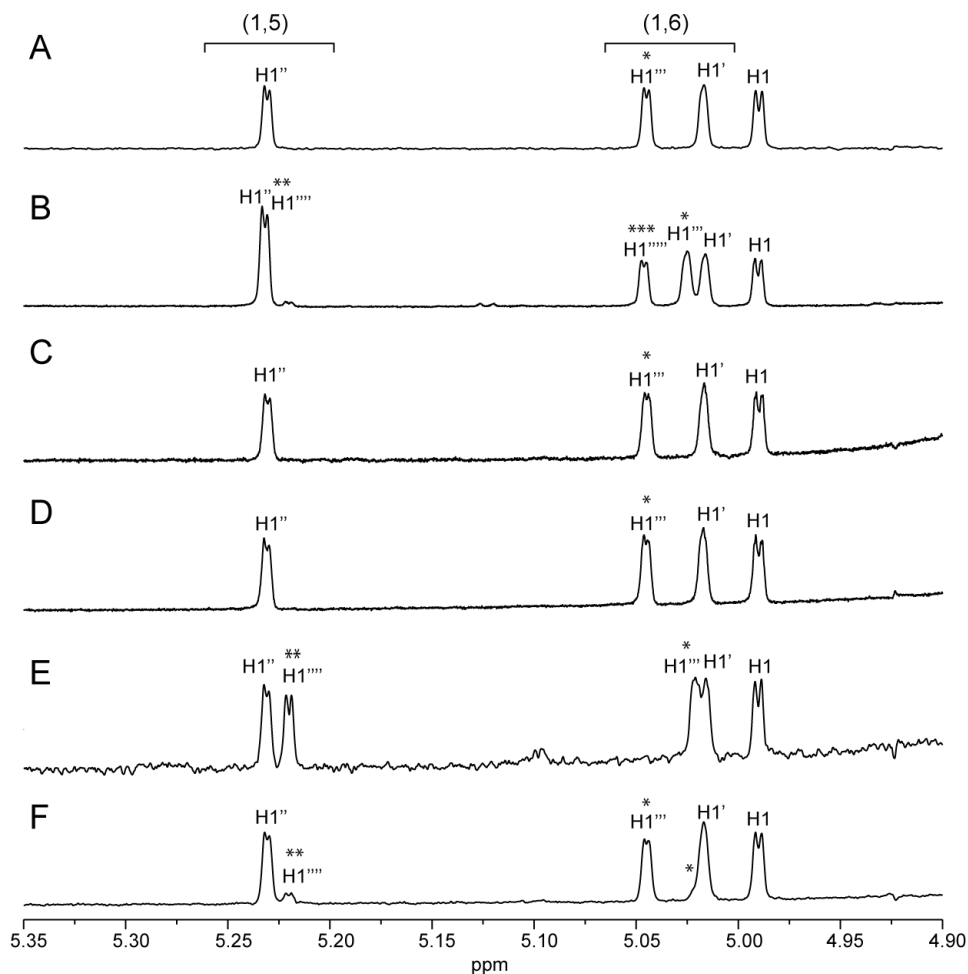 (1,5) (1,6)
A
H1'' * H1''' H1' H1
B
H1'' ** H1'''' *** H1''''' * H1''' H1' H1
C
H1'' * H1''' H1' H1
D
H1'' * H1''' H1' H1
E
H1'' ** H1'''' * H1''' H1' H1
F
H1'' ** H1'''' * H1''' * H1' H1
5.35 5.30 5.25 5.20 5.15 5.10 5.05 5.00 4.95 4.90
ppm